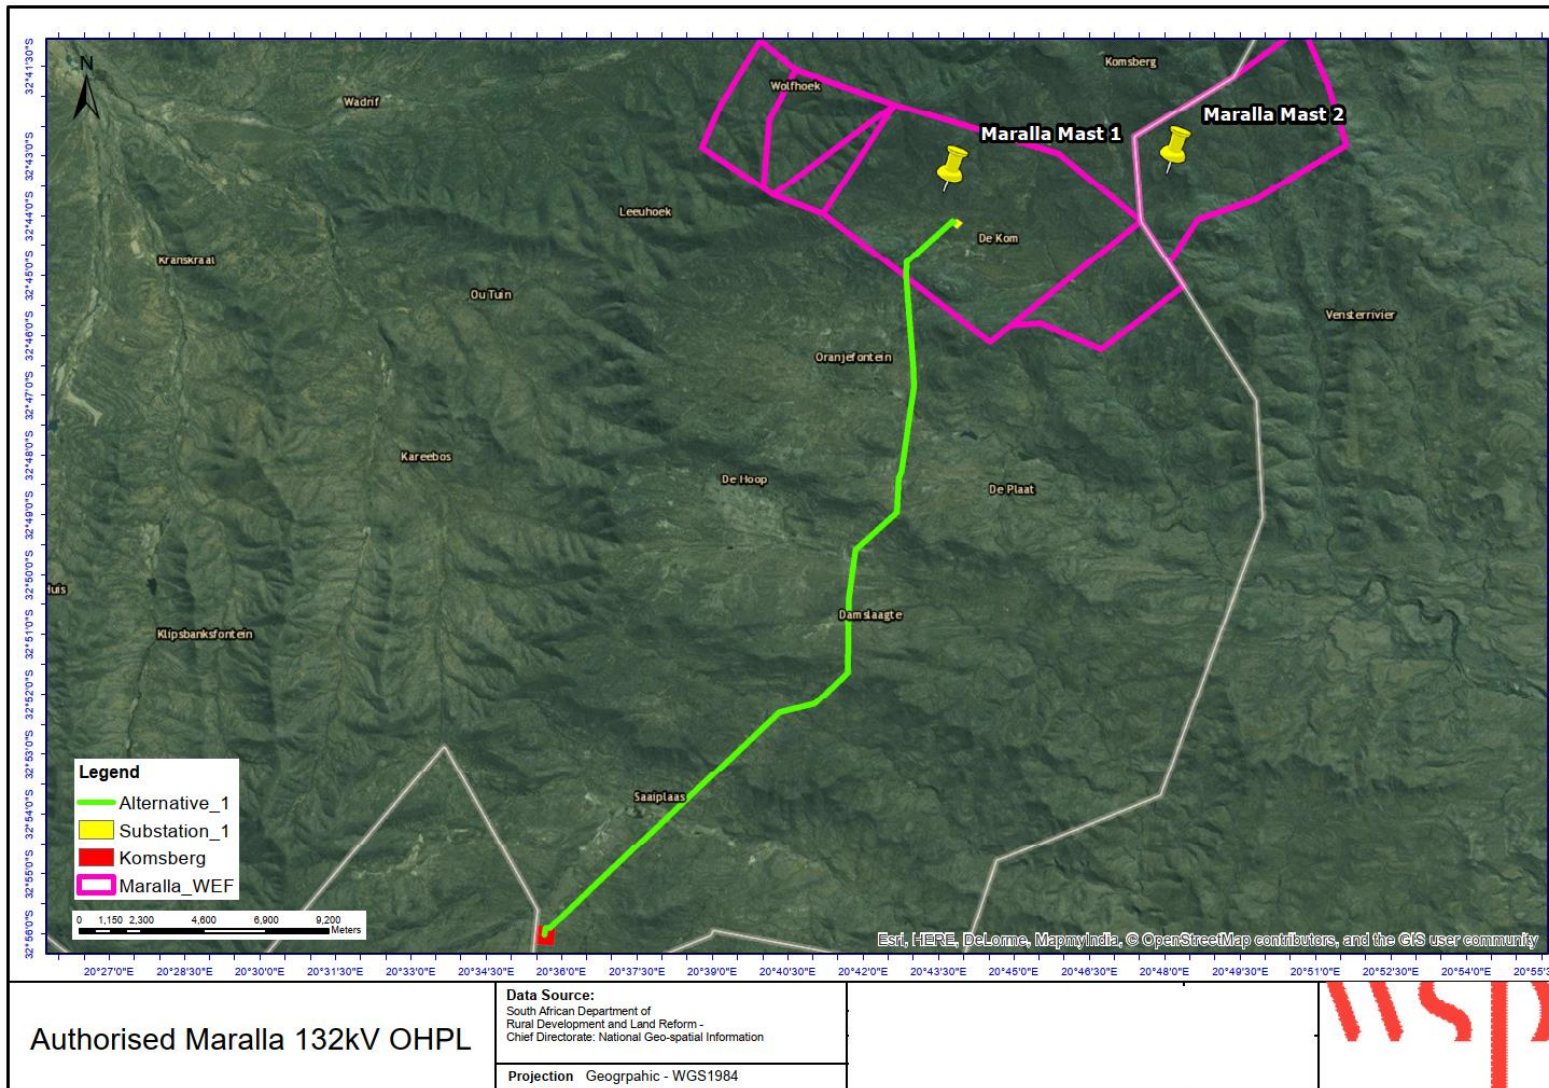 N
Komsberg
Wolfhoek
Wadrif
Maralla Mast 2
Maralla Mast 1
Leeuhoek
De Kom
Kranskraal
Ou Tuin
Vensterrivier
Oranjefontein
Kareebos
De Hoop
De Plaat
Huis
Damslaagte
Klipsbanksfontein
Saaiplaas
32°41'30"S
32°43'0"S
32°44'0"S
32°45'0"S
32°46'0"S
32°47'0"S
32°48'0"S
32°49'0"S
32°50'0"S
32°51'0"S
32°52'0"S
32°53'0"S
32°54'0"S
32°55'0"S
32°56'0"S
Legend
Alternative_1
Substation_1
Komsberg
Maralla_WEF
0 1,150 2,300 4,600 6,900 9,200
Meters
Esri, HERE, DeLorme, MapmyIndia, © OpenStreetMap contributors, and the GIS user community
20°27'0"E 20°28'30"E 20°30'0"E 20°31'30"E 20°33'0"E 20°34'30"E 20°36'0"E 20°37'30"E 20°39'0"E 20°40'30"E 20°42'0"E 20°43'30"E 20°45'0"E 20°46'30"E 20°48'0"E 20°49'30"E 20°51'0"E 20°52'30"E 20°54'0"E 20°55'3
Authorised Maralla 132kV OHPL
Data Source:
South African Department of
Rural Development and Land Reform -
Chief Directorate: National Geo-spatial Information
Projection Geogrpahic - WGS1984
wsp